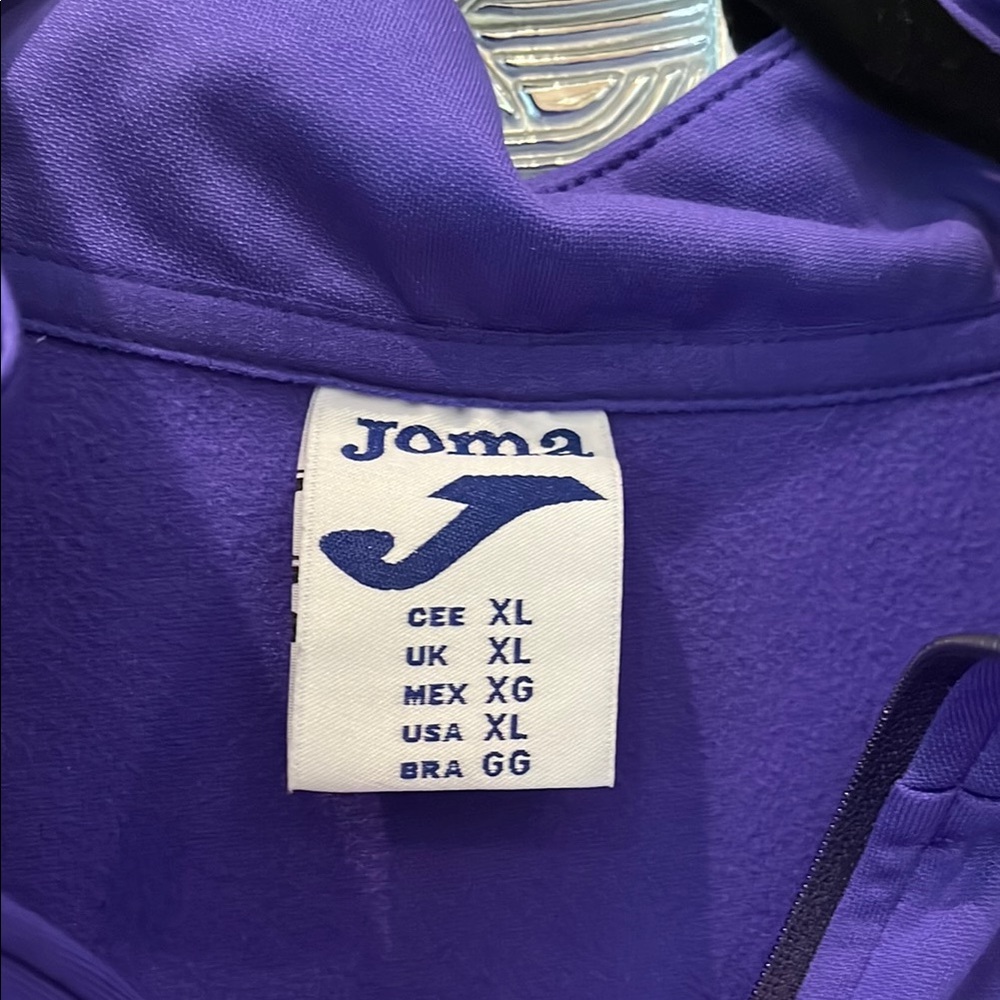 Joma
CEE XL
UK XL
MEX XG
USA XL
BRA GG